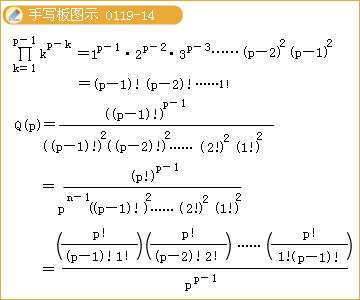 手写板图示 0119-14
∏_{k=1}^{p-1} k^{p-k} =1^{p-1}·2^{p-2}·3^{p-3}……(p-2)^2 (p-1)^2
=(p-1)!(p-2)!……1!
Q(p)= ((p-1)!)^{p-1} / ((p-1)!)^2((p-2)!)^2……(2!)^2 (1!)^2
= (p!)^{p-1} / p^{n-1}((p-1)!)^2……(2!)^2 (1!)^2
= (p!/(p-1)!1!)(p!/(p-2)!2!)……(p!/1!(p-1)!) / p^{p-1}